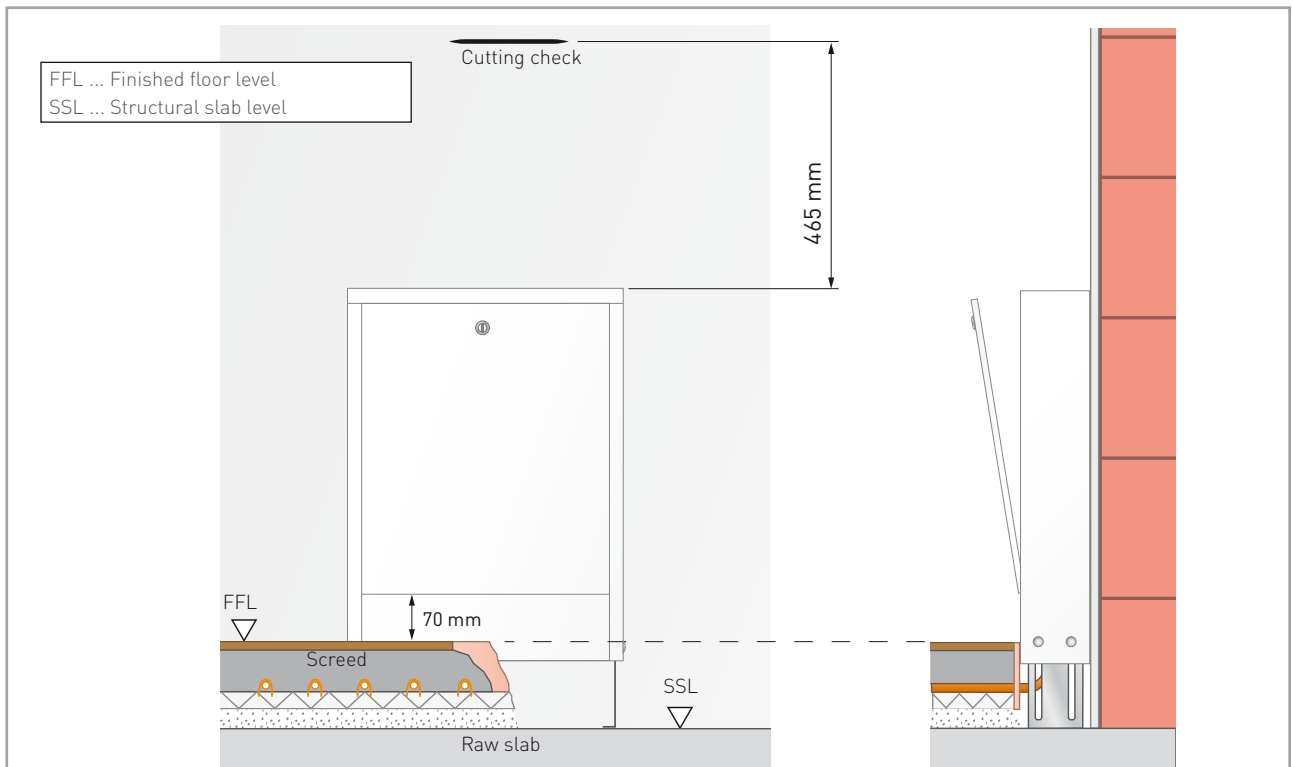 Cutting check
FFL ... Finished floor level
SSL ... Structural slab level
465 mm
FFL
70 mm
Screed
SSL
Raw slab